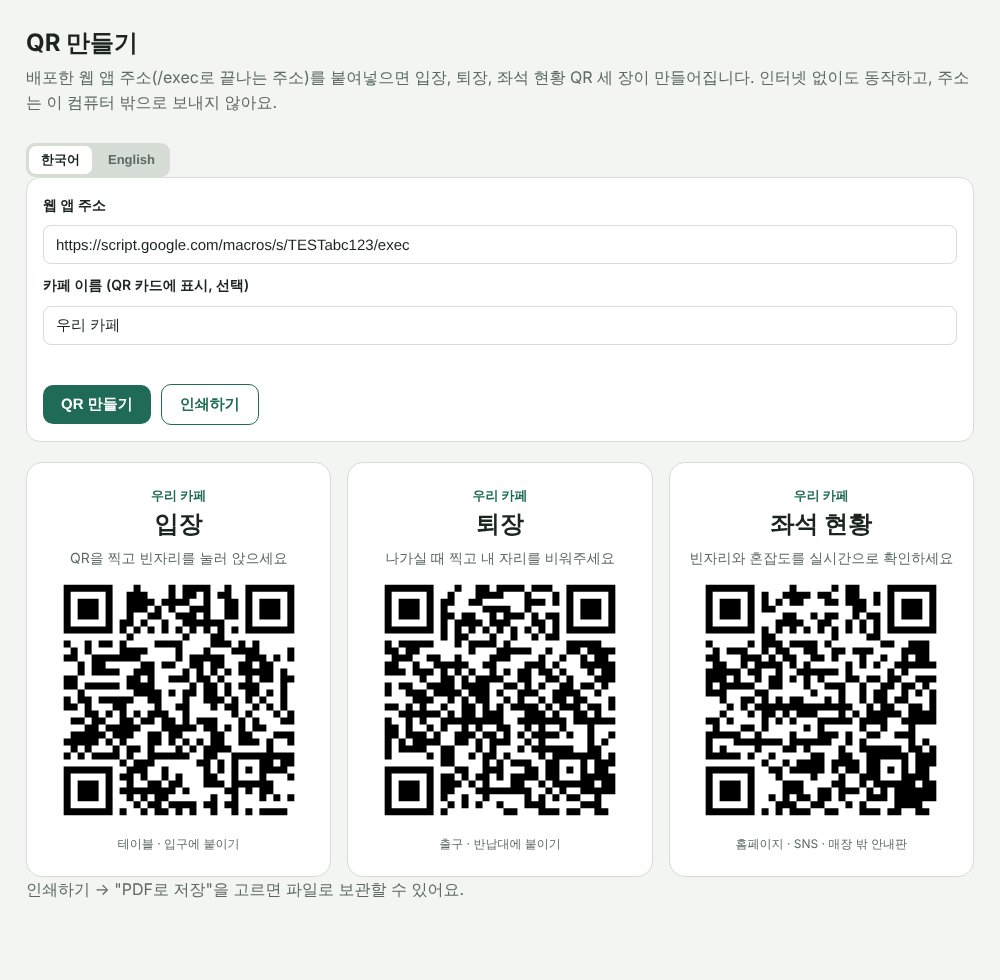 QR 만들기
배포한 웹 앱 주소(/exec로 끝나는 주소)를 붙여넣으면 입장, 퇴장, 좌석 현황 QR 세 장이 만들어집니다. 인터넷 없이도 동작하고, 주소
는 이 컴퓨터 밖으로 보내지 않아요.
한국어 English
웹 앱 주소
https://script.google.com/macros/s/TESTabc123/exec
카페 이름 (QR 카드에 표시, 선택)
우리 카페
QR 만들기 인쇄하기
우리 카페
입장
QR을 찍고 빈자리를 눌러 앉으세요
테이블 · 입구에 붙이기
우리 카페
퇴장
나가실 때 찍고 내 자리를 비워주세요
출구 · 반납대에 붙이기
우리 카페
좌석 현황
빈자리와 혼잡도를 실시간으로 확인하세요
홈페이지 · SNS · 매장 밖 안내판
인쇄하기 → "PDF로 저장"을 고르면 파일로 보관할 수 있어요.